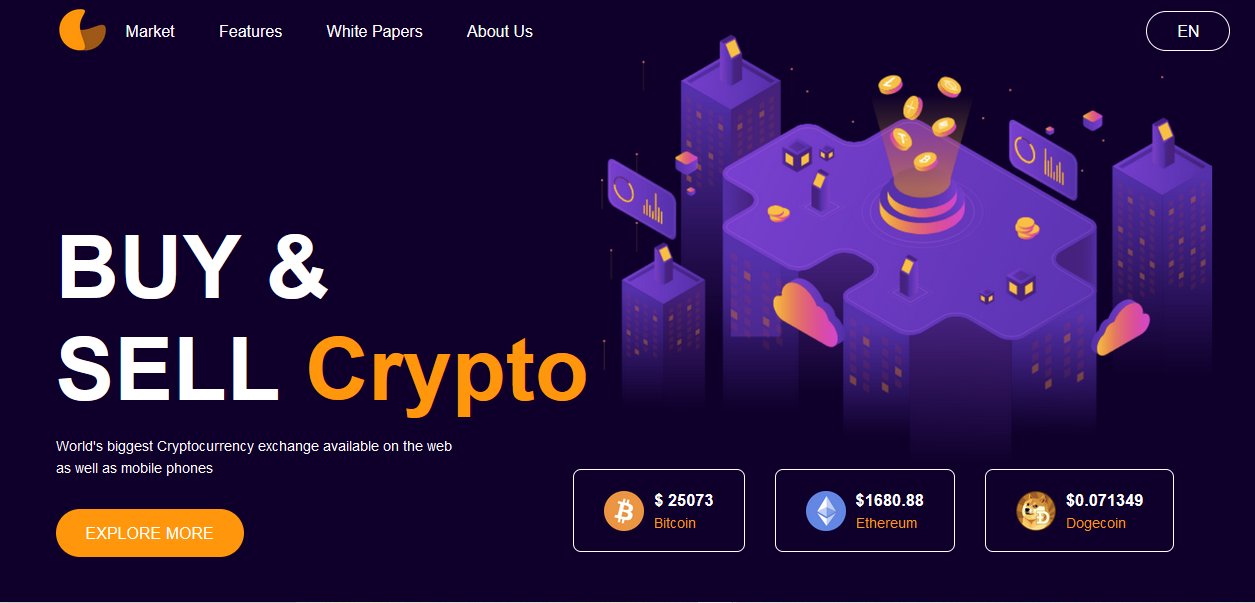 Market
Features
White Papers
About Us
EN
BUY &
SELL Crypto
World's biggest Cryptocurrency exchange available on the web
as well as mobile phones
EXPLORE MORE
$ 25073
Bitcoin
$1680.88
Ethereum
$0.071349
Dogecoin